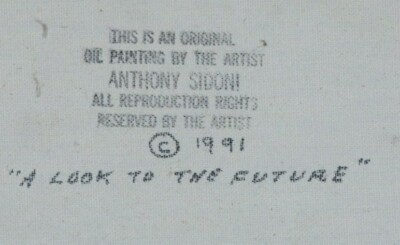 THIS IS AN ORIGINAL
OIL PAINTING BY THE ARTIST
ANTHONY SIDONI
ALL REPRODUCTION RIGHTS
RESERVED BY THE ARTIST
© 1991
"A LOOK TO THE FUTURE"